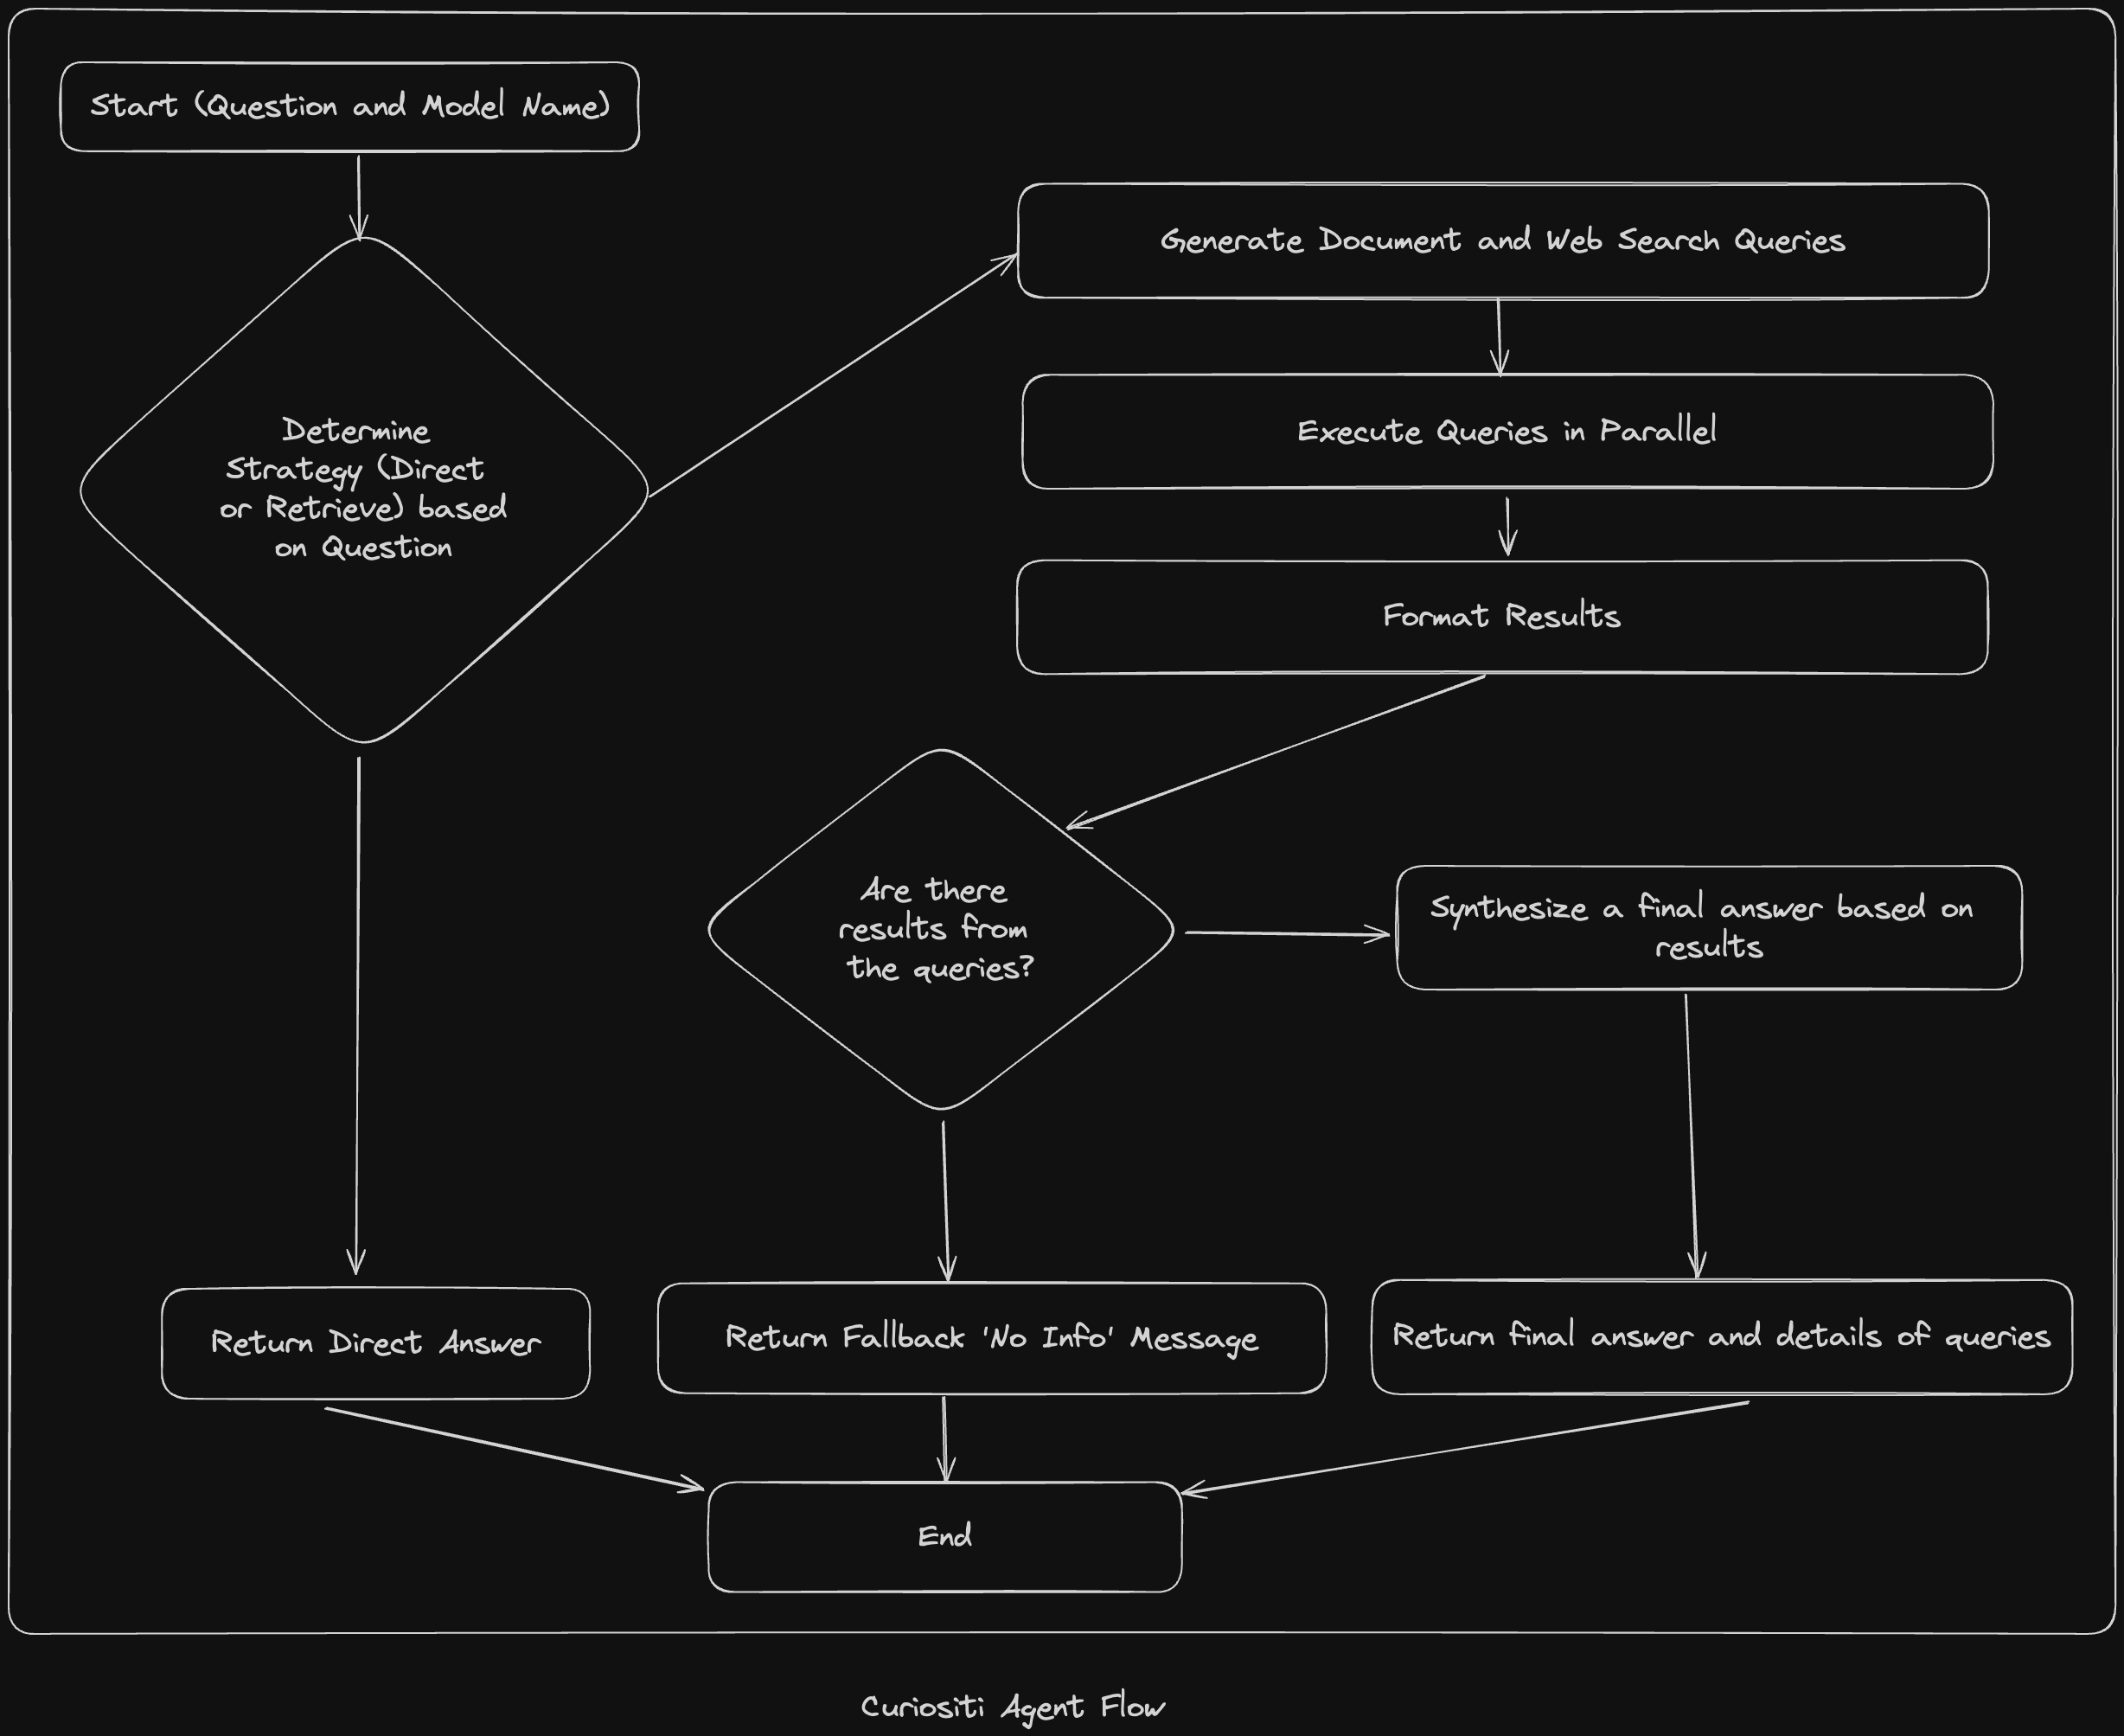 Start (Question and Model Name)
Generate Document and Web Search Queries
Determine
Strategy (Direct
or Retrieve) based
on Question
Execute Queries in Parallel
Format Results
Are there
results from
the queries?
Synthesize a final answer based on
results
Return Direct Answer
Return Fallback 'No Info' Message
Return final answer and details of queries
End
Curiositi Agent Flow